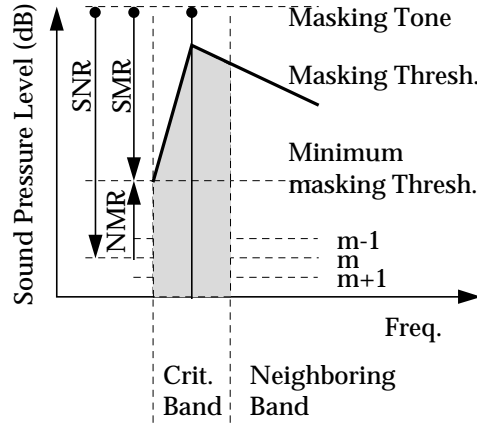 Sound Pressure Level (dB)
SNR
SMR
NMR
Masking Tone
Masking Thresh.
Minimum
masking Thresh.
m-1
m
m+1
Freq.
Crit.
Band
Neighboring
Band